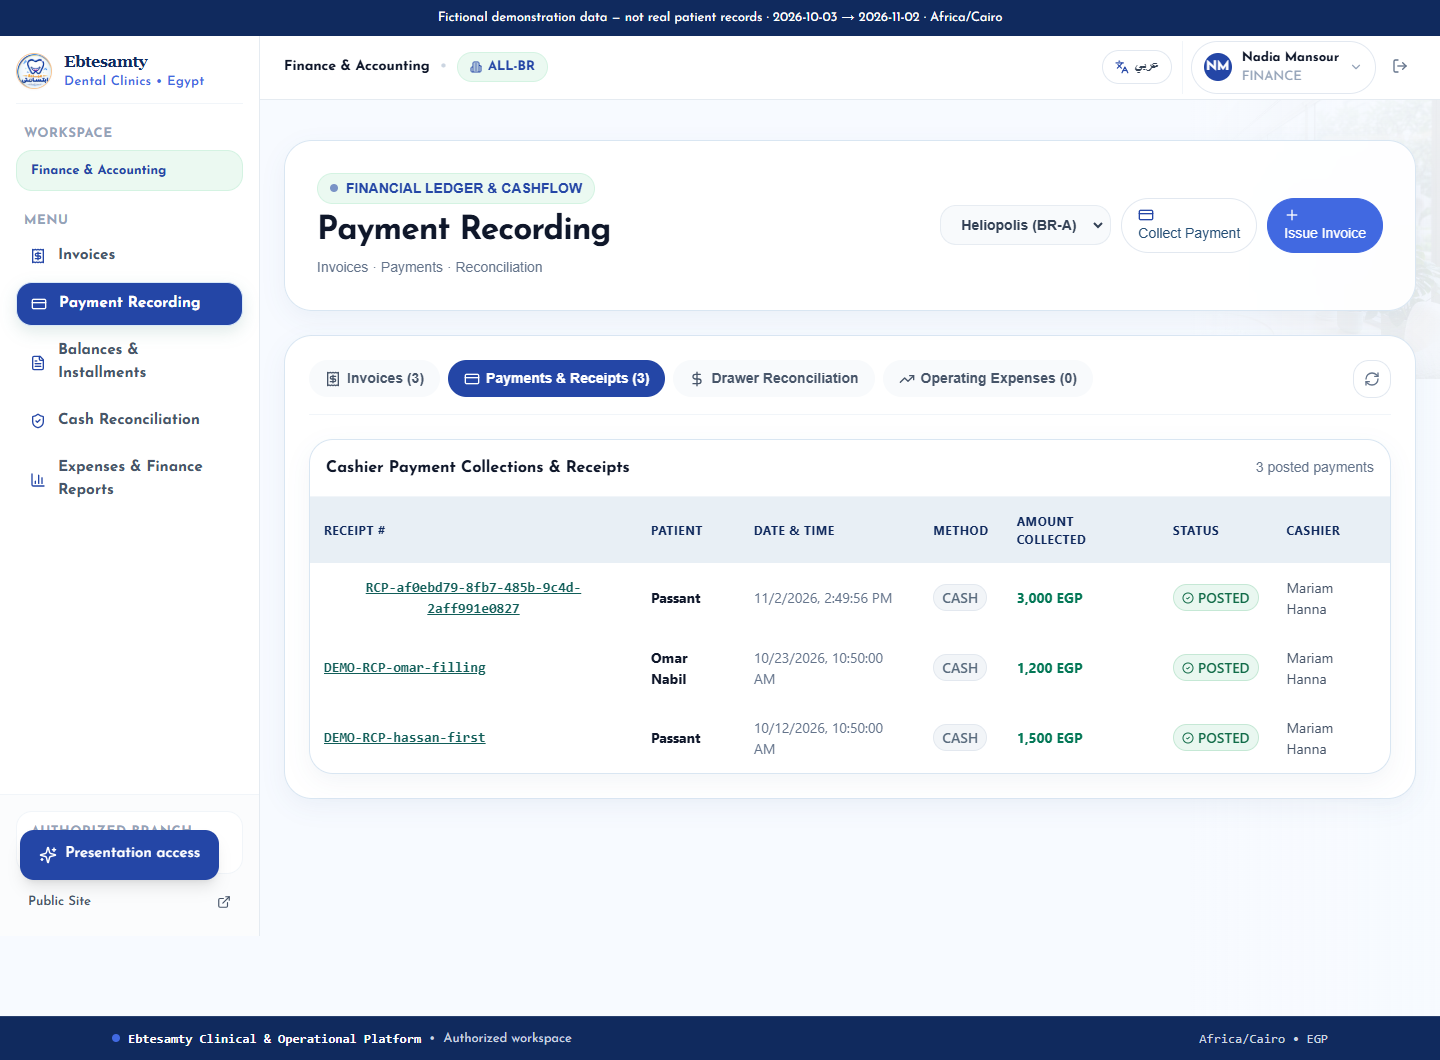 Fictional demonstration data — not real patient records · 2026-10-03 → 2026-11-02 · Africa/Cairo
Ebtesamty
Dental Clinics • Egypt
Finance & Accounting
ALL-BR
عربي
NM
Nadia Mansour
FINANCE
WORKSPACE
Finance & Accounting
MENU
Invoices
Payment Recording
Balances &
Installments
Cash Reconciliation
Expenses & Finance
Reports
FINANCIAL LEDGER & CASHFLOW
Payment Recording
Invoices · Payments · Reconciliation
Heliopolis (BR-A)
Collect Payment
Issue Invoice
Invoices (3)
Payments & Receipts (3)
Drawer Reconciliation
Operating Expenses (0)
Cashier Payment Collections & Receipts
3 posted payments
RECEIPT #
PATIENT
DATE & TIME
METHOD
AMOUNT
COLLECTED
STATUS
CASHIER
RCP-af0ebd79-8fb7-485b-9c4d-
2aff991e0827
Passant
11/2/2026, 2:49:56 PM
CASH
3,000 EGP
POSTED
Mariam
Hanna
DEMO-RCP-omar-filling
Omar
Nabil
10/23/2026, 10:50:00
AM
CASH
1,200 EGP
POSTED
Mariam
Hanna
DEMO-RCP-hassan-first
Passant
10/12/2026, 10:50:00
AM
CASH
1,500 EGP
POSTED
Mariam
Hanna
AUTHORIZED BRANCH
Presentation access
Public Site
Ebtesamty Clinical & Operational Platform • Authorized workspace
Africa/Cairo • EGP